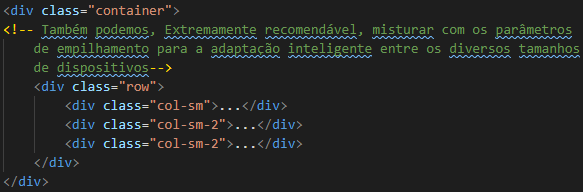 <div class="container">
<!-- Também podemos, Extremamente recomendável, misturar com os parâmetros
de empilhamento para a adaptação inteligente entre os diversos tamanhos
de dispositivos-->
<div class="row">
<div class="col-sm">...</div>
<div class="col-sm-2">...</div>
<div class="col-sm-2">...</div>
</div>
</div>